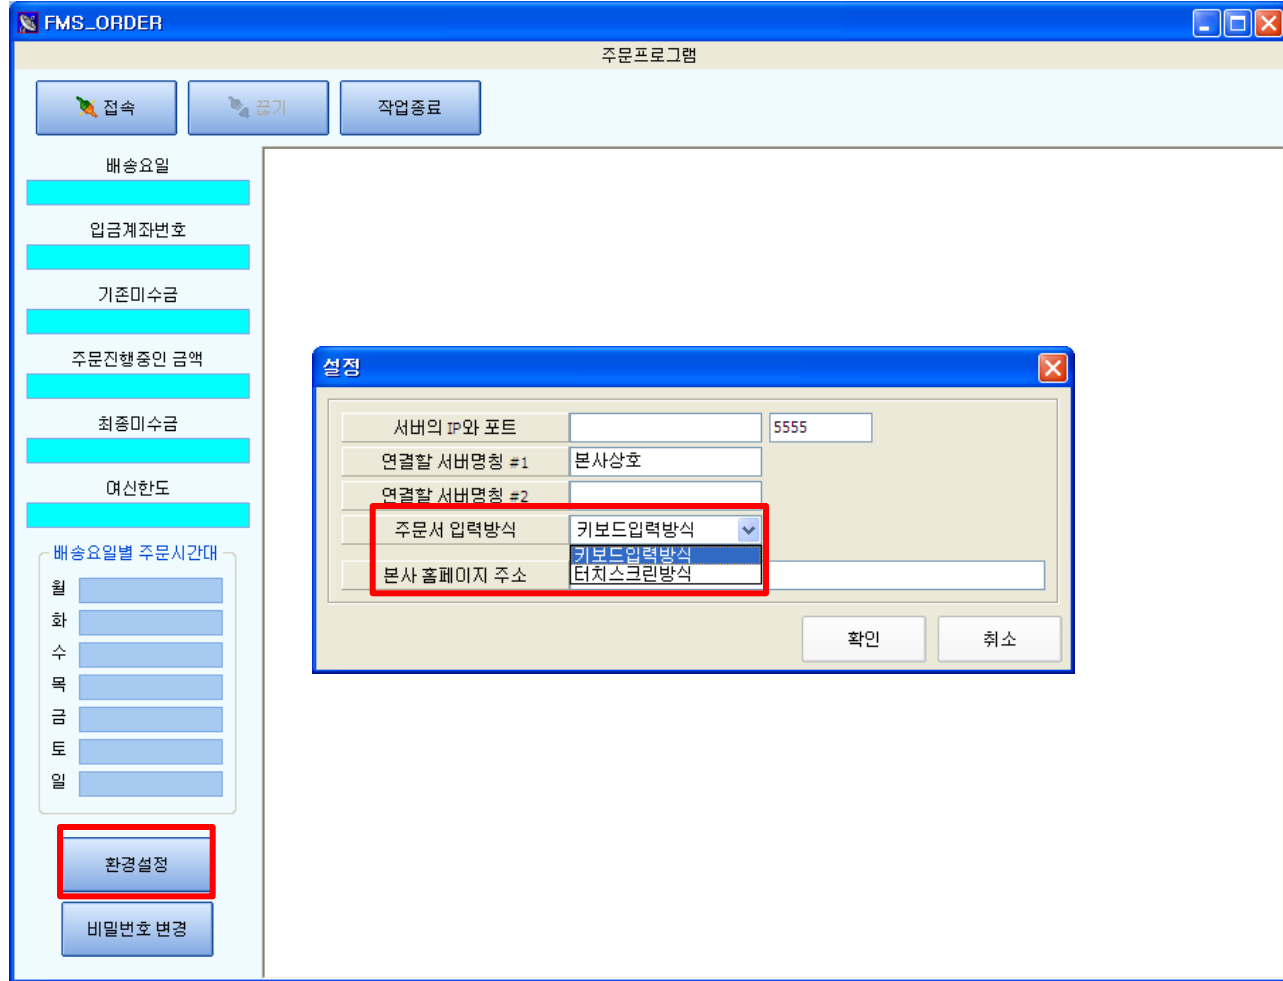 FMS_ORDER
주문프로그램
접속
끊기
작업종료
배송요일
입금계좌번호
기존미수금
주문진행중인 금액
최종미수금
여신한도
배송요일별 주문시간대
월
화
수
목
금
토
일
환경설정
비밀번호 변경
설정
서버의 IP와 포트 5555
연결할 서버명칭 #1 본사상호
연결할 서버명칭 #2
주문서 입력방식 키보드입력방식
키보드입력방식
터치스크린방식
본사 홈페이지 주소
확인 취소